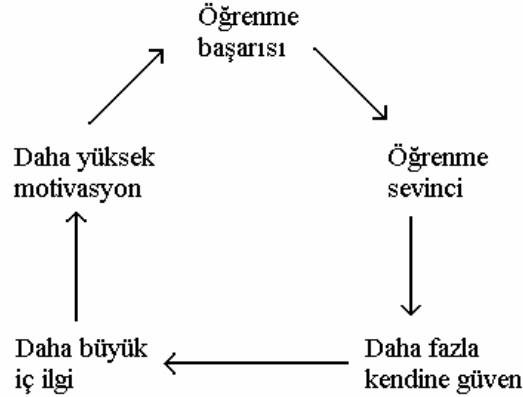 Öğrenme
başarısı
Öğrenme
sevinci
Daha fazla
kendine güven
Daha büyük
iç ilgi
Daha yüksek
motivasyon